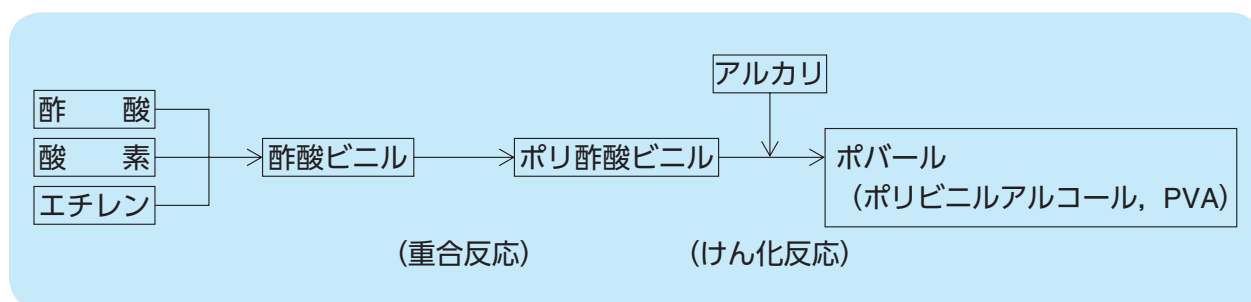 アルカリ
酢　　酸
酸　　素
エチレン
酢酸ビニル
ポリ酢酸ビニル
ポバール
（ポリビニルアルコール，PVA）
（重合反応）
（けん化反応）